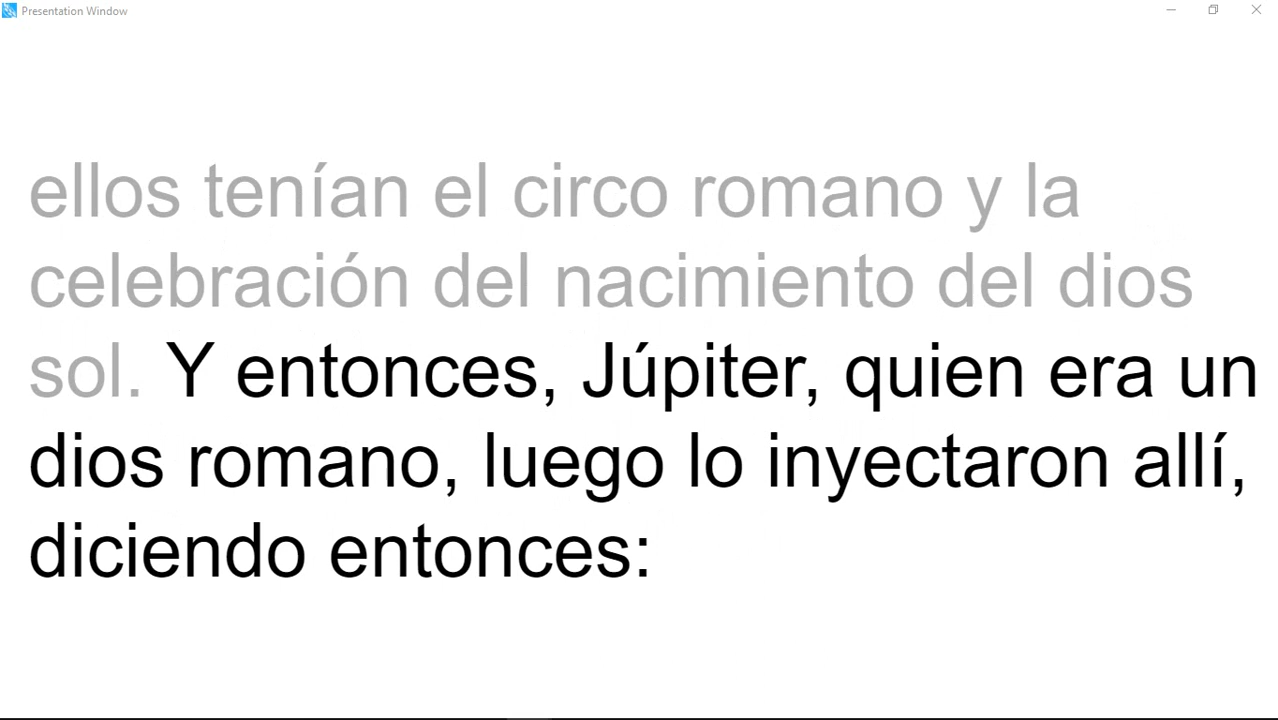 Presentation Window
ellos tenían el circo romano y la
celebración del nacimiento del dios
sol. Y entonces, Júpiter, quien era un
dios romano, luego lo inyectaron allí,
diciendo entonces: